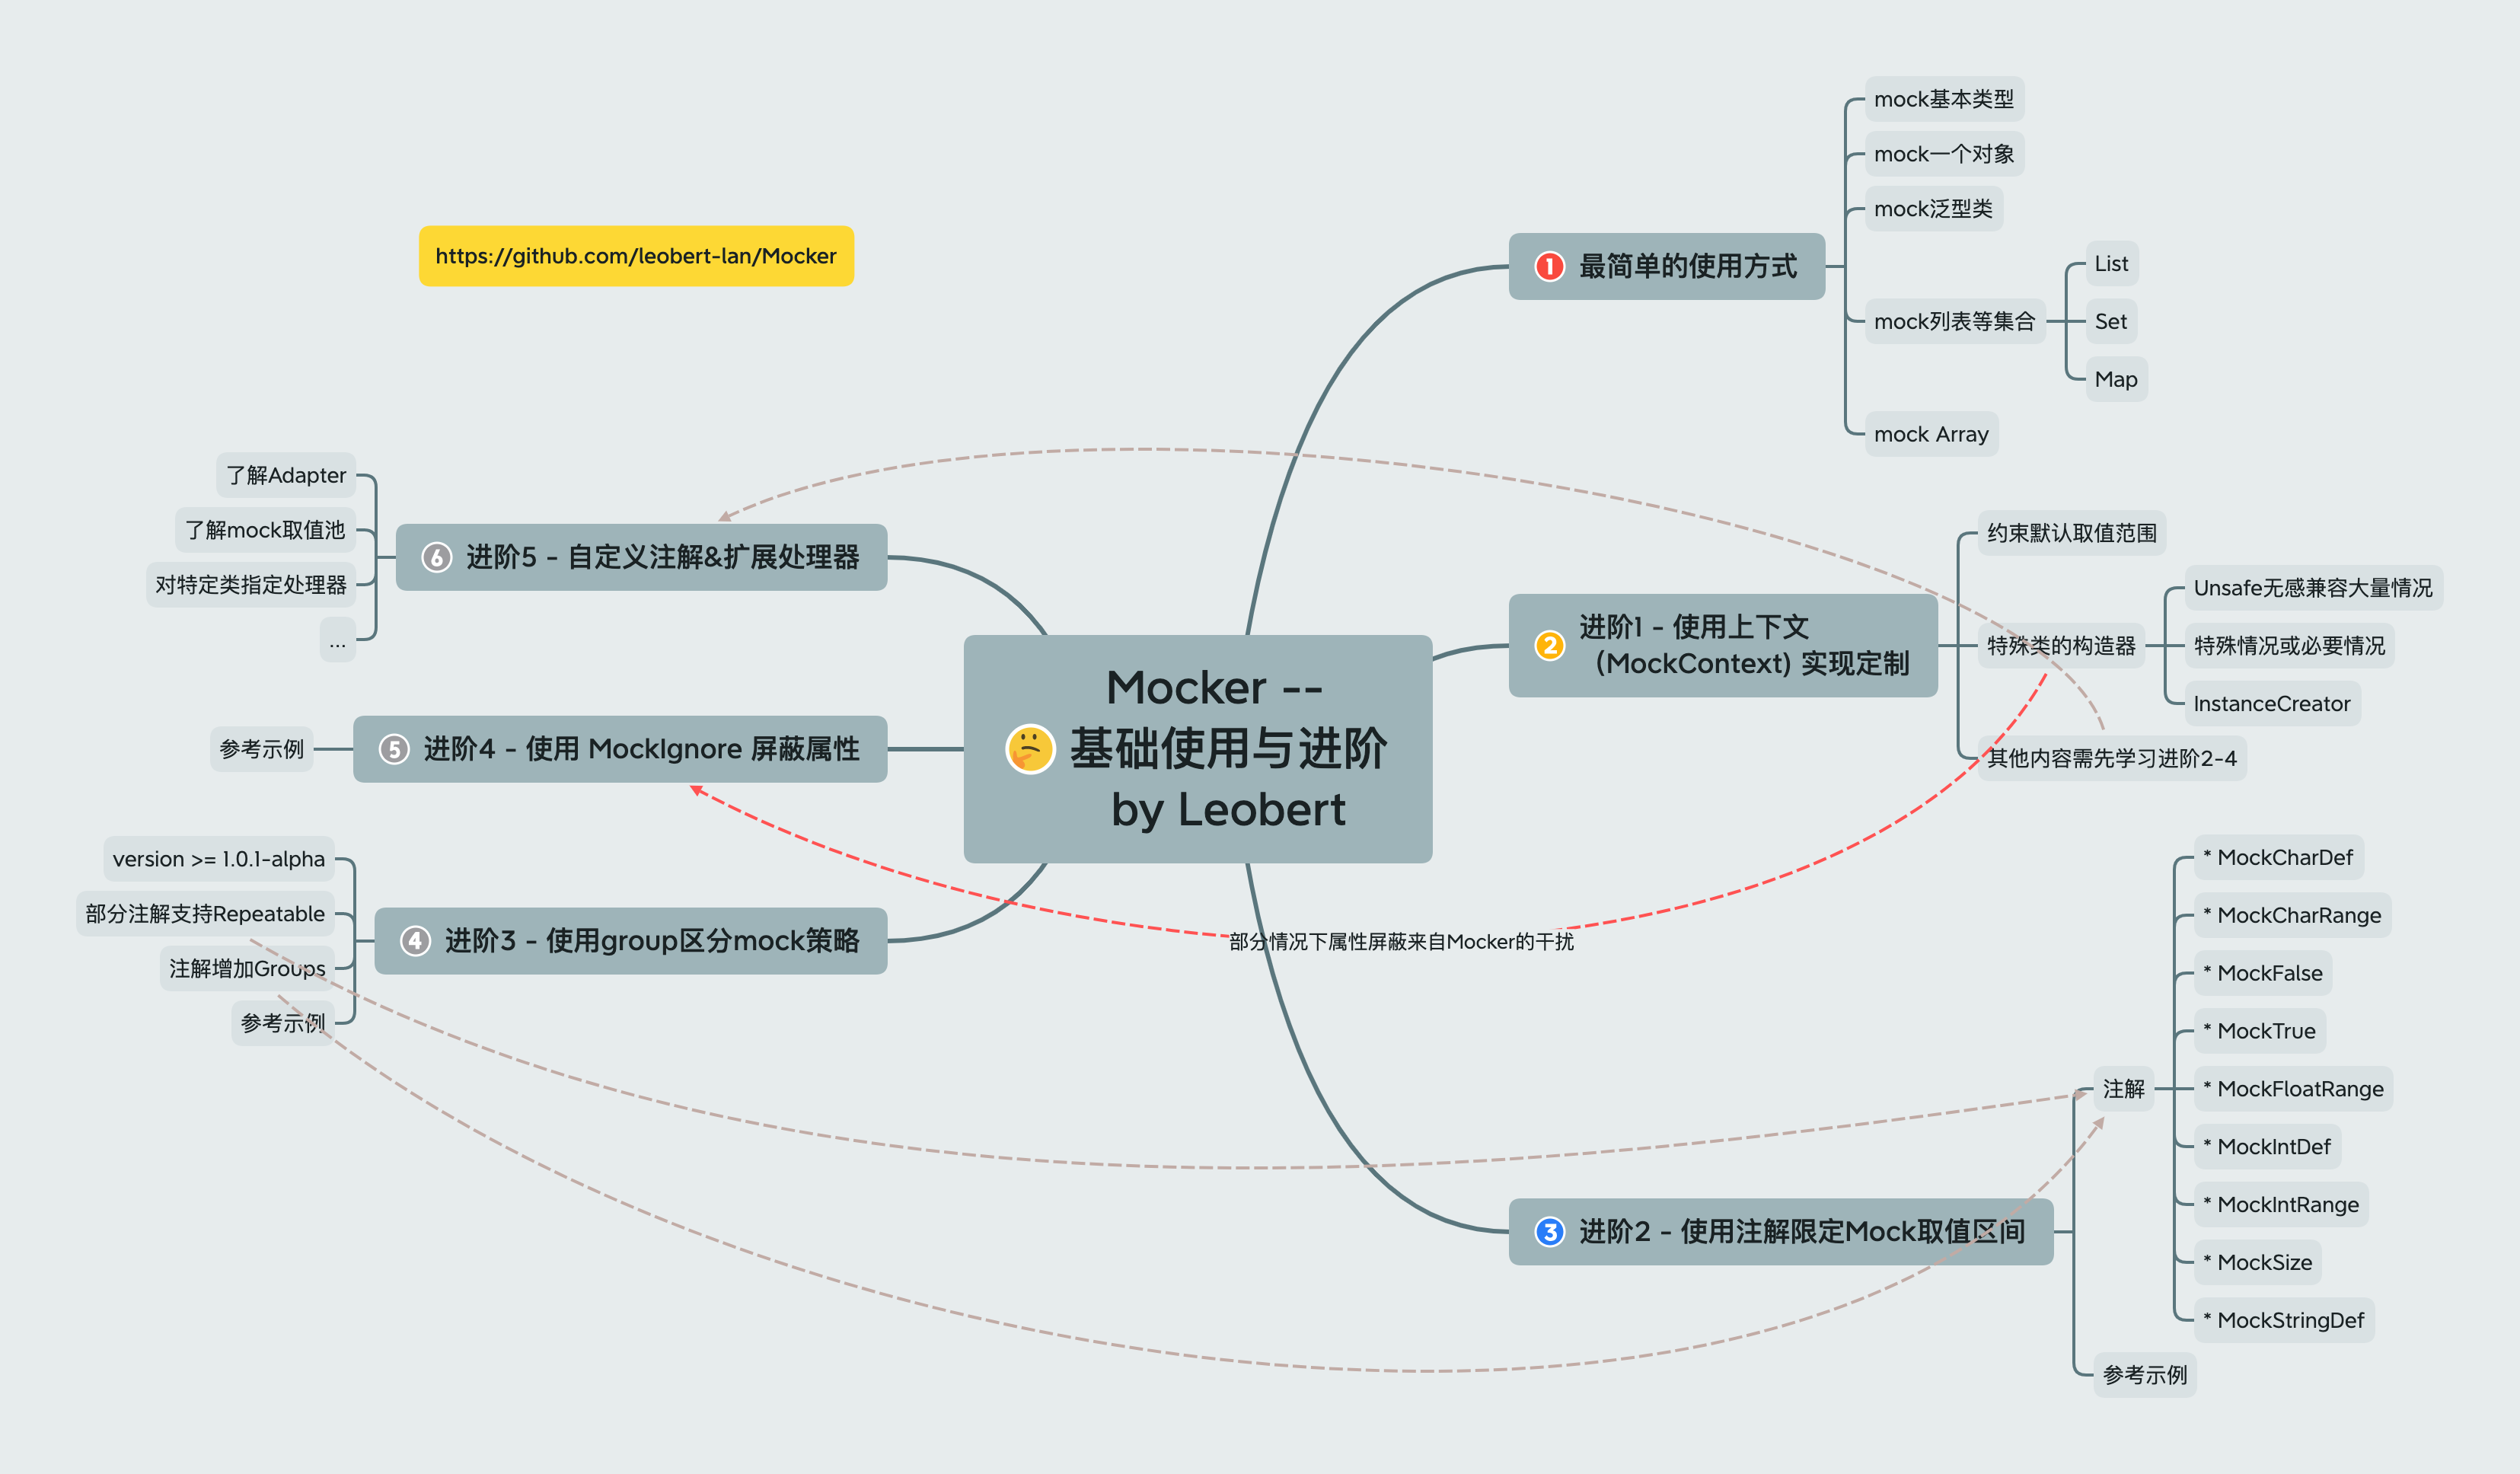 https://github.com/leobert-lan/Mocker
Mocker --
基础使用与进阶
by Leobert
1 最简单的使用方式
mock基本类型
mock一个对象
mock泛型类
mock列表等集合
List
Set
Map
mock Array
2 进阶1 - 使用上下文
（MockContext) 实现定制
约束默认取值范围
特殊类的构造器
Unsafe无感兼容大量情况
特殊情况或必要情况
InstanceCreator
其他内容需先学习进阶2-4
3 进阶2 - 使用注解限定Mock取值区间
注解
* MockCharDef
* MockCharRange
* MockFalse
* MockTrue
* MockFloatRange
* MockIntDef
* MockIntRange
* MockSize
* MockStringDef
参考示例
4 进阶3 - 使用group区分mock策略
version >= 1.0.1-alpha
部分注解支持Repeatable
注解增加Groups
参考示例
5 进阶4 - 使用 MockIgnore 屏蔽属性
参考示例
6 进阶5 - 自定义注解&扩展处理器
了解Adapter
了解mock取值池
对特定类指定处理器
...
部分情况下属性屏蔽来自Mocker的干扰